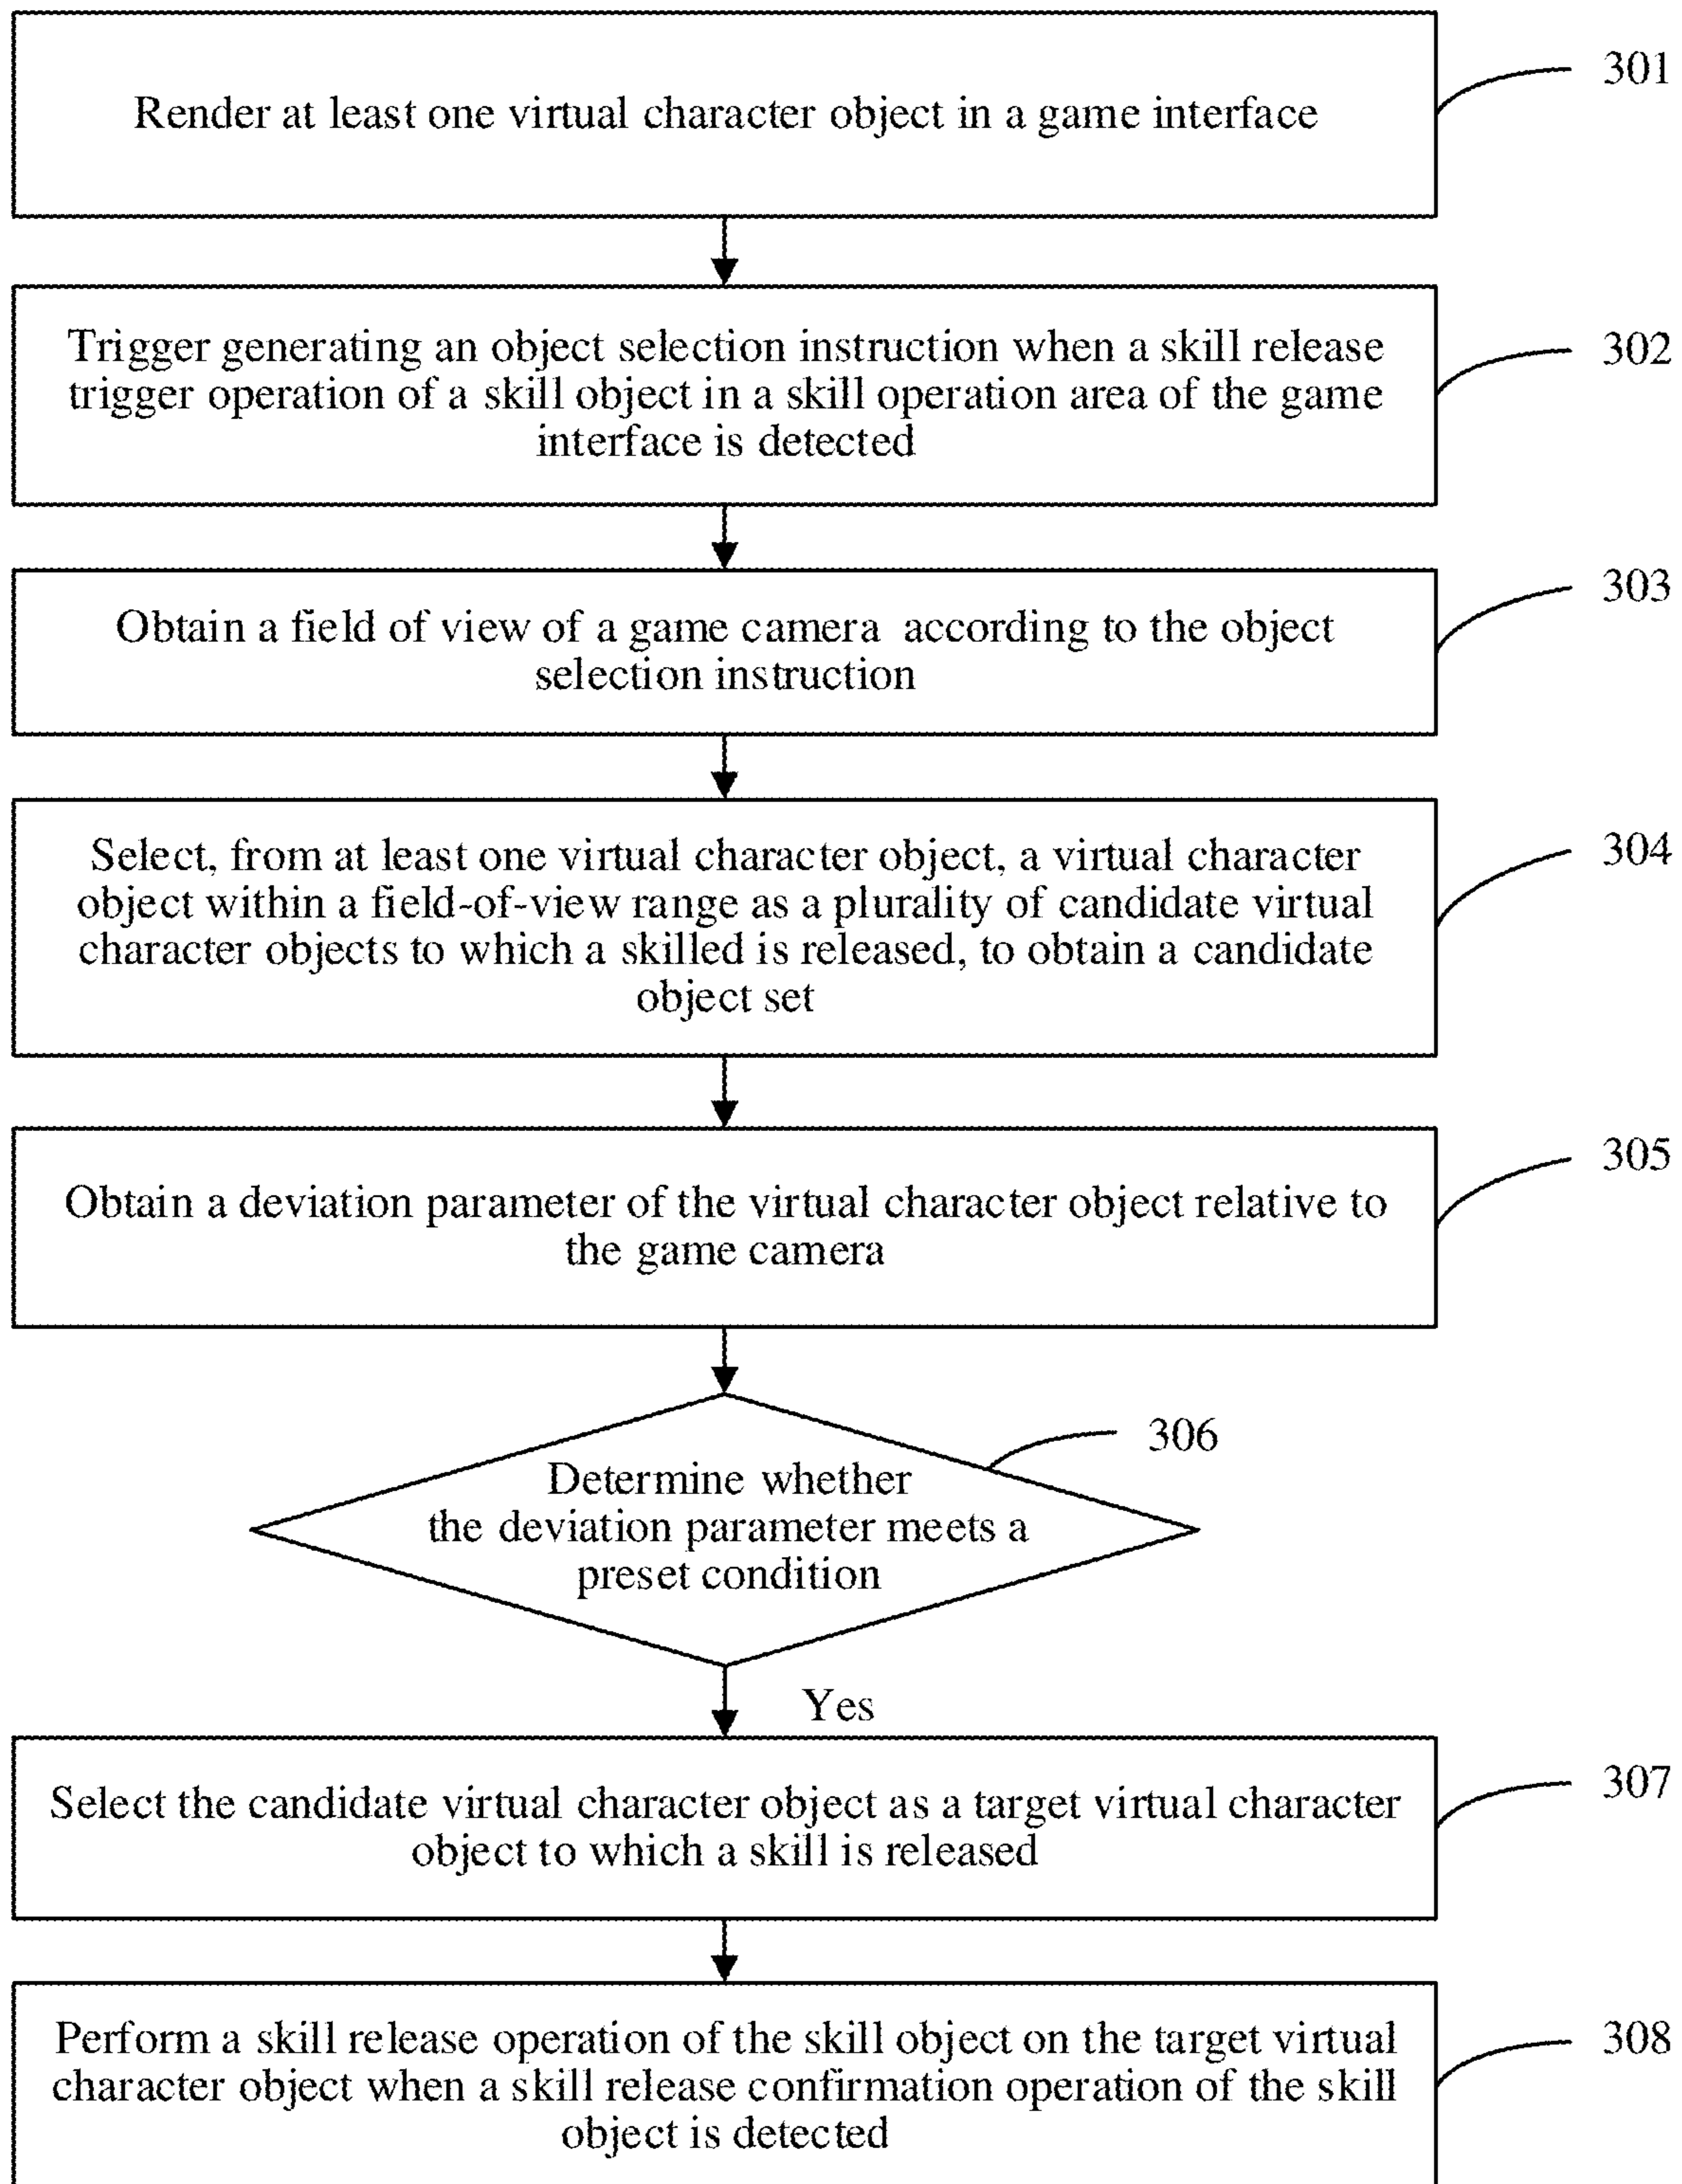 Render at least one virtual character object in a game interface
301
Trigger generating an object selection instruction when a skill release
trigger operation of a skill object in a skill operation area of the game
interface is detected
302
Obtain a field of view of a game camera according to the object
selection instruction
303
Select, from at least one virtual character object, a virtual character
object within a field-of-view range as a plurality of candidate virtual
character objects to which a skilled is released, to obtain a candidate
object set
304
Obtain a deviation parameter of the virtual character object relative to
the game camera
305
306
Determine whether
the deviation parameter meets a
preset condition
Yes
Select the candidate virtual character object as a target virtual character
object to which a skill is released
307
Perform a skill release operation of the skill object on the target virtual
character object when a skill release confirmation operation of the skill
object is detected
308